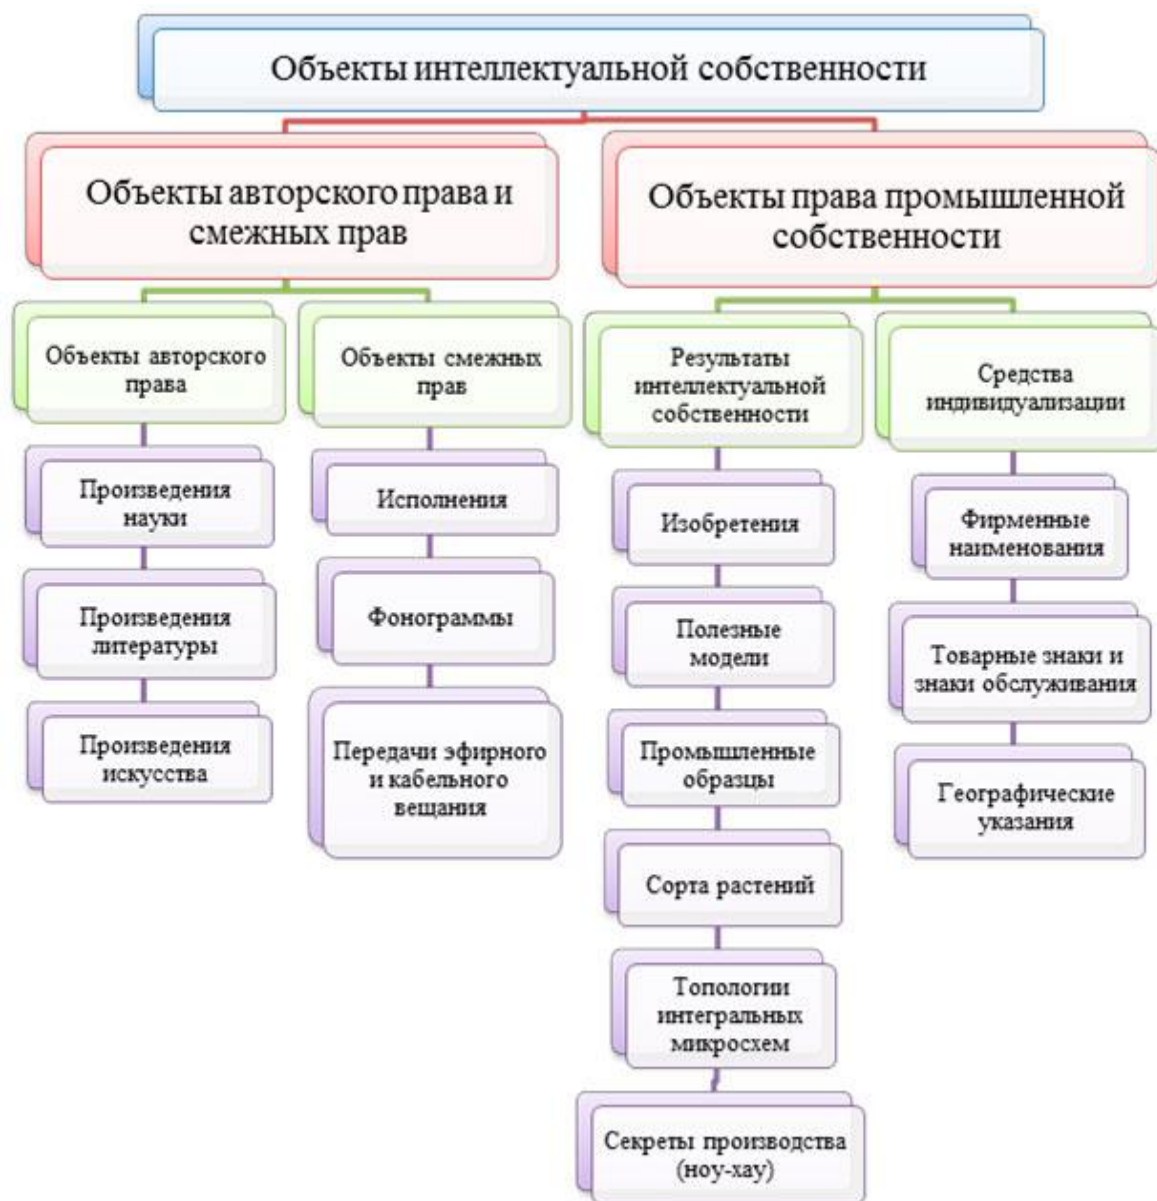 Объекты интеллектуальной собственности
Объекты авторского права и
смежных прав
Объекты права промышленной
собственности
Объекты авторского
права
Произведения
науки
Произведения
литературы
Произведения
искусства
Объекты смежных
прав
Исполнения
Фонограммы
Передачи эфирного
и кабельного
вещания
Результаты
интеллектуальной
собственности
Изобретения
Полезные
модели
Промышленные
образцы
Сорта растений
Топологии
интегральных
микросхем
Секреты производства
(ноу-хау)
Средства
индивидуализации
Фирменные
наименования
Товарные знаки и
знаки обслуживания
Географические
указания